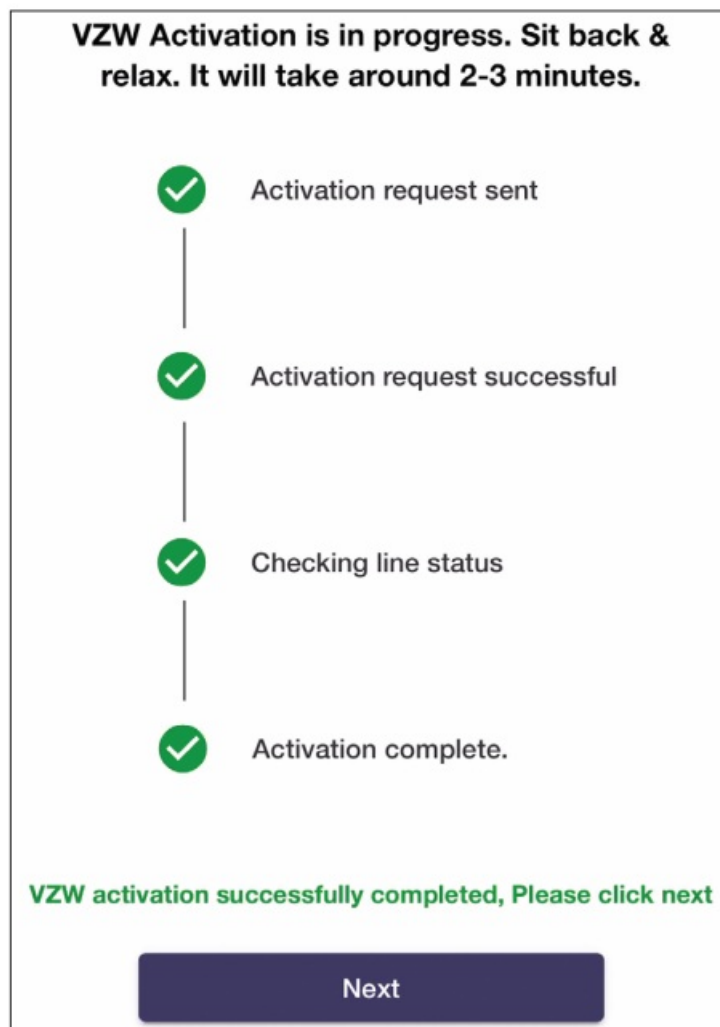 VZW Activation is in progress. Sit back &
relax. It will take around 2-3 minutes.
Activation request sent
Activation request successful
Checking line status
Activation complete.
VZW activation successfully completed, Please click next
Next